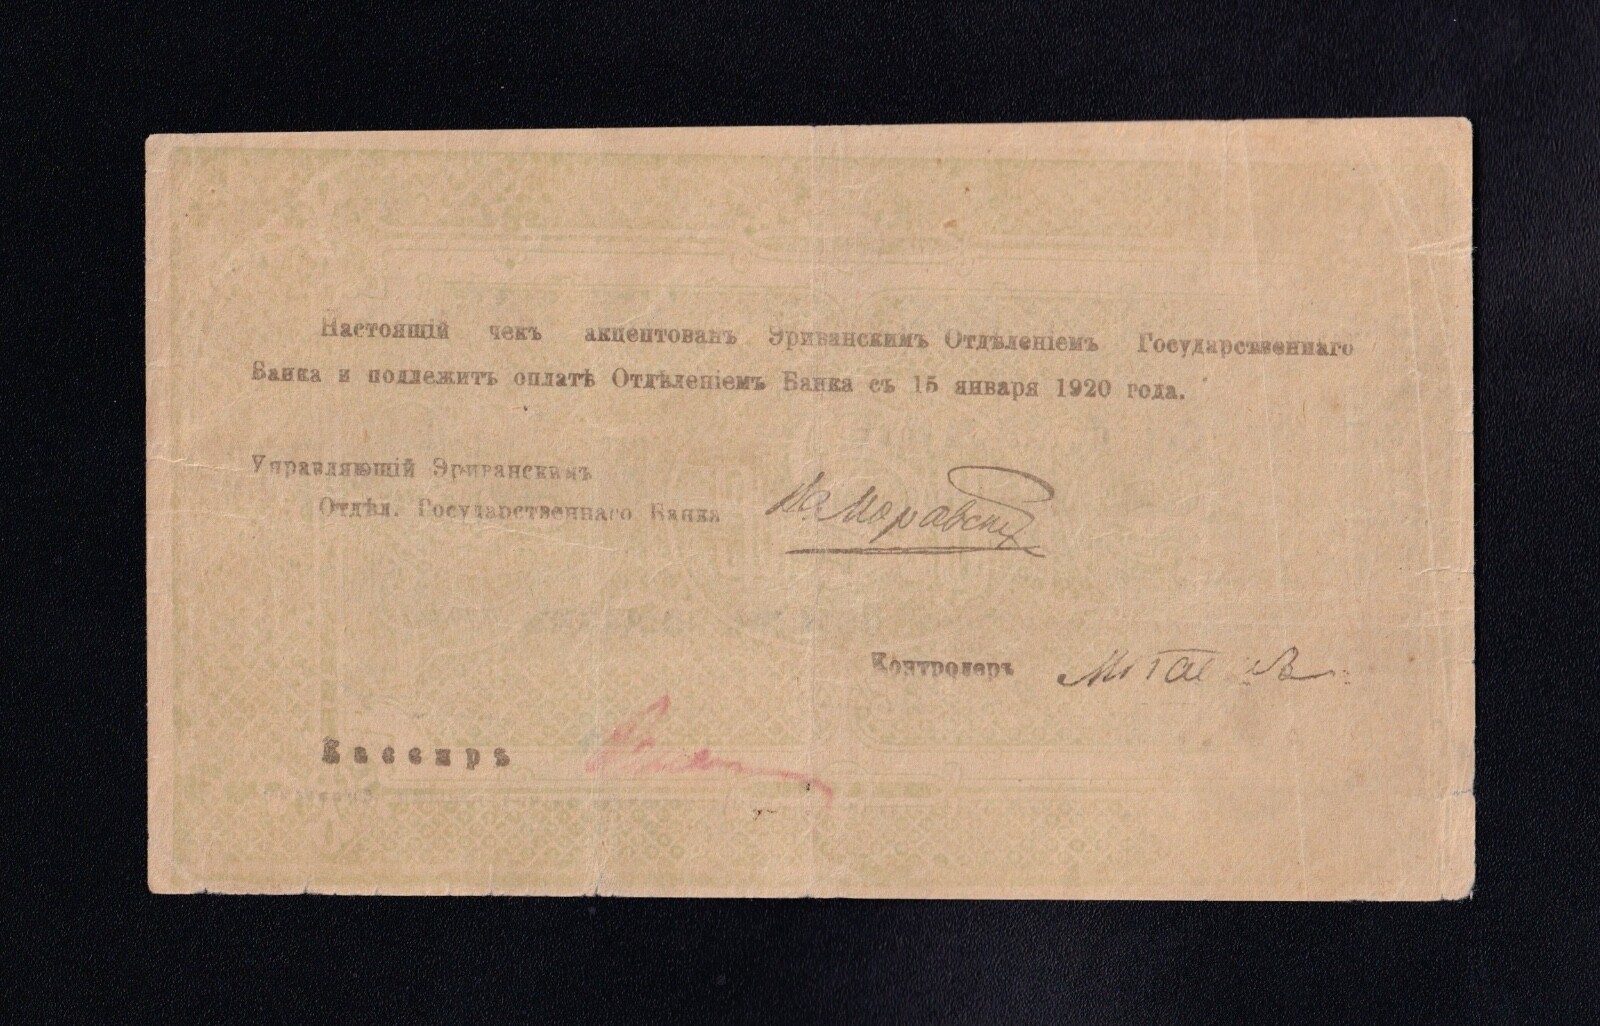 Настоящій чекъ акцептованъ Эриванскимъ Отдѣленіемъ Государственнаго
Банка и подлежитъ оплатѣ Отдѣленіемъ Банка съ 15 января 1920 года.
Управляющій Эриванскимъ
Отдѣл. Государственнаго Банка
Контролеръ
Кассиръ